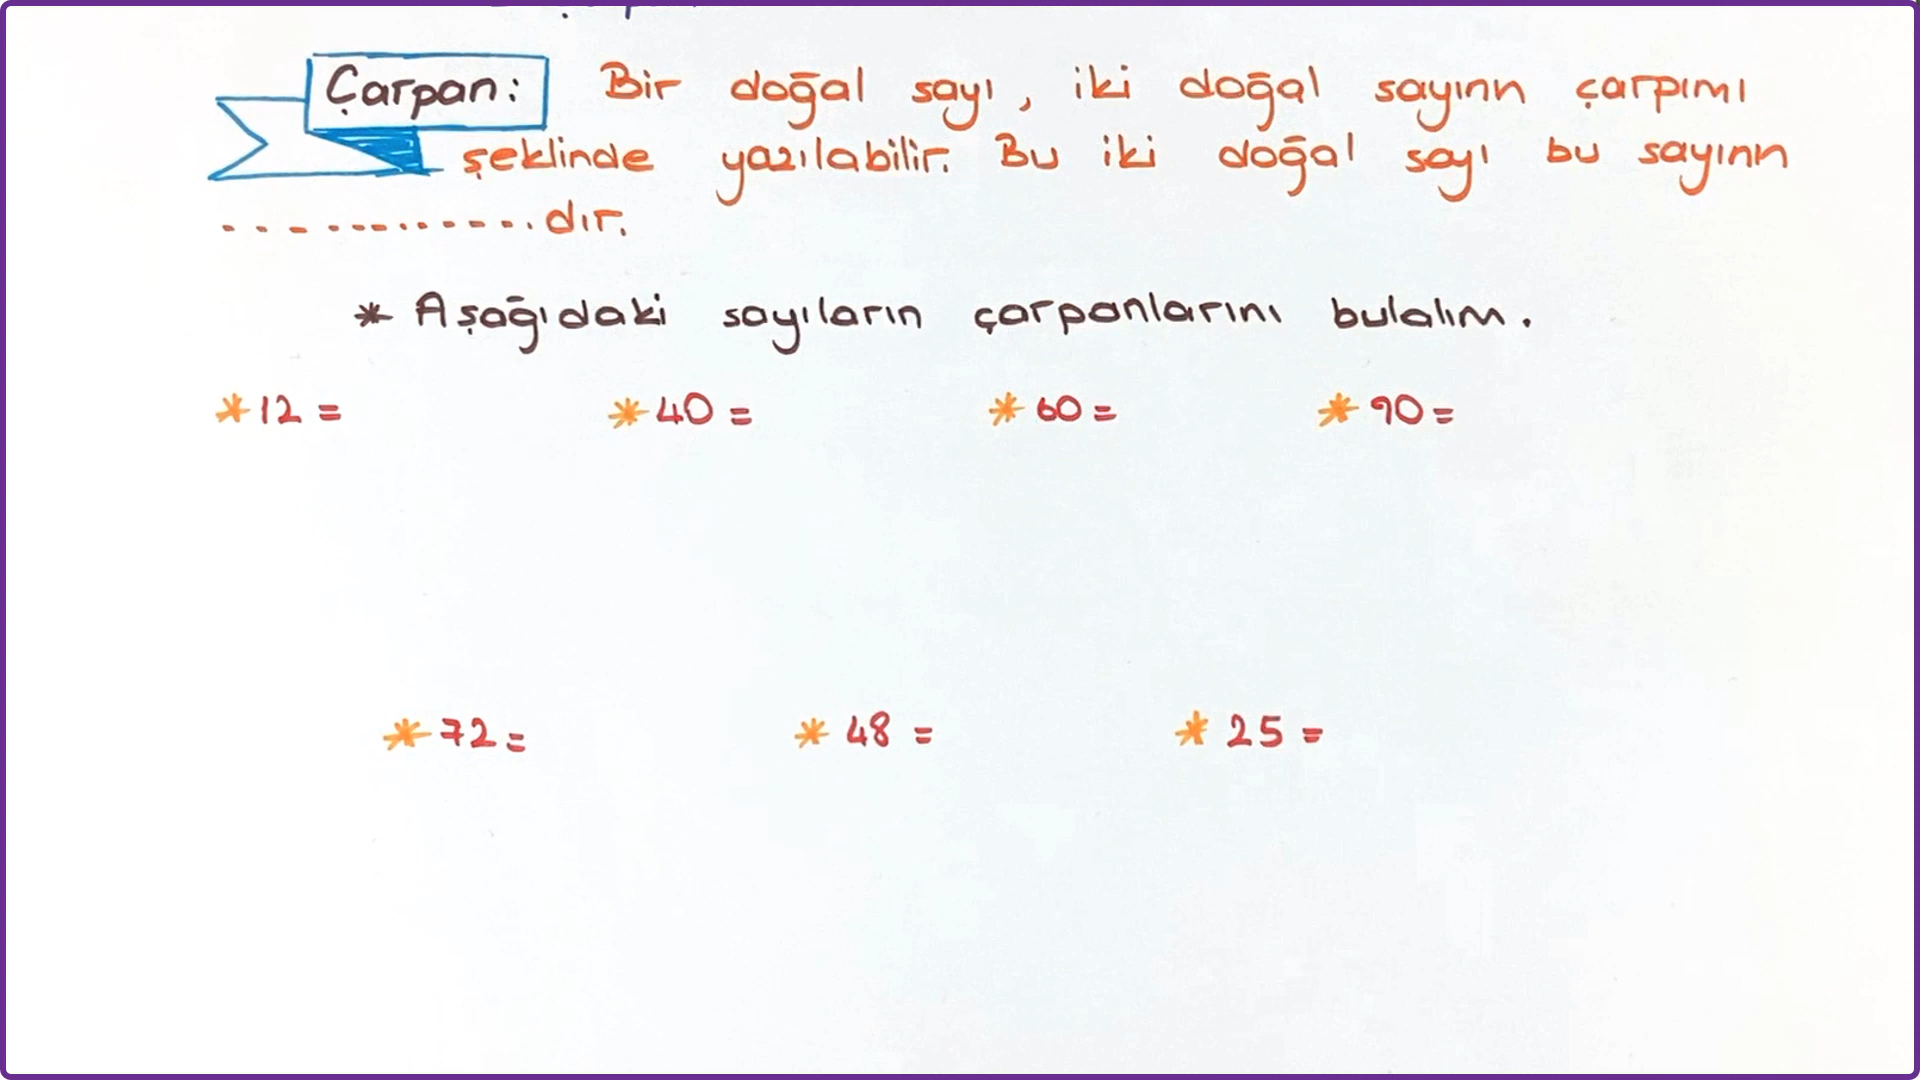 Çarpan: Bir doğal sayı, iki doğal sayının çarpımı
şeklinde yazılabilir. Bu iki doğal sayı bu sayının
.............dır.
* Aşağıdaki sayıların çarpanlarını bulalım.
*12= *40= *60= *90=
*72= *48= *25=